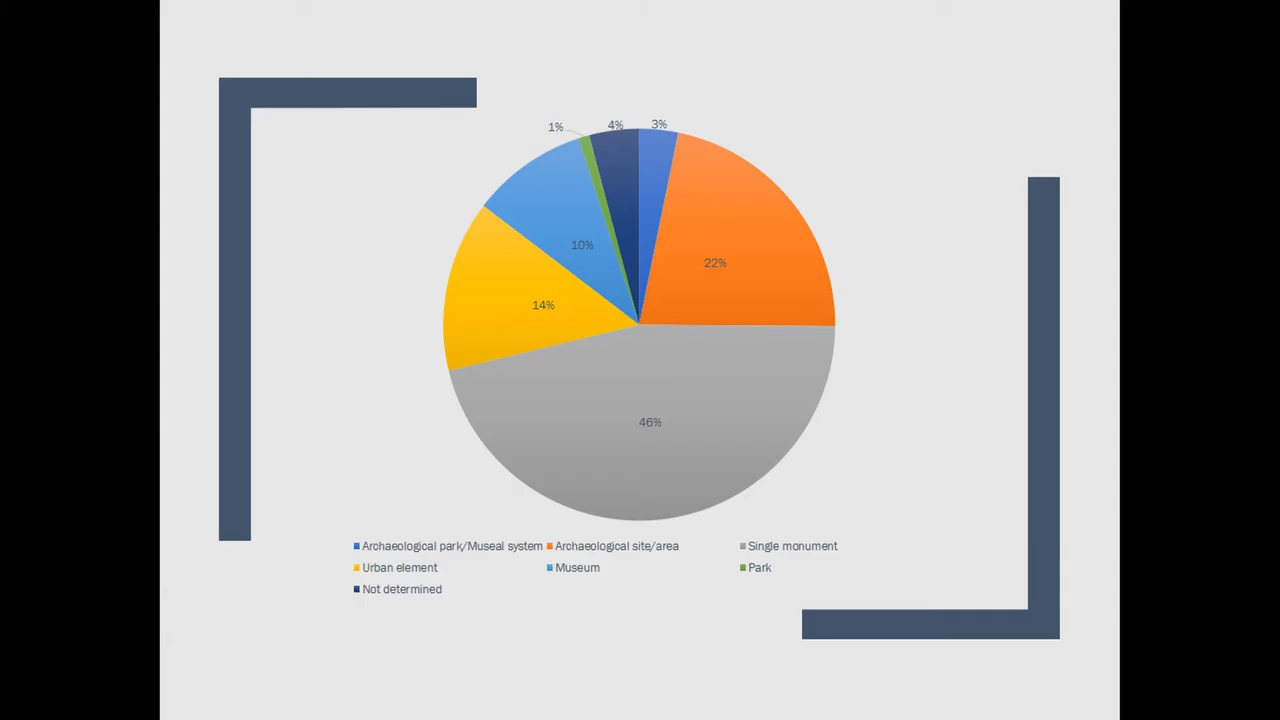 1%
4%
3%
10%
22%
14%
46%
Archaeological park/Museal system
Archaeological site/area
Single monument
Urban element
Museum
Park
Not determined